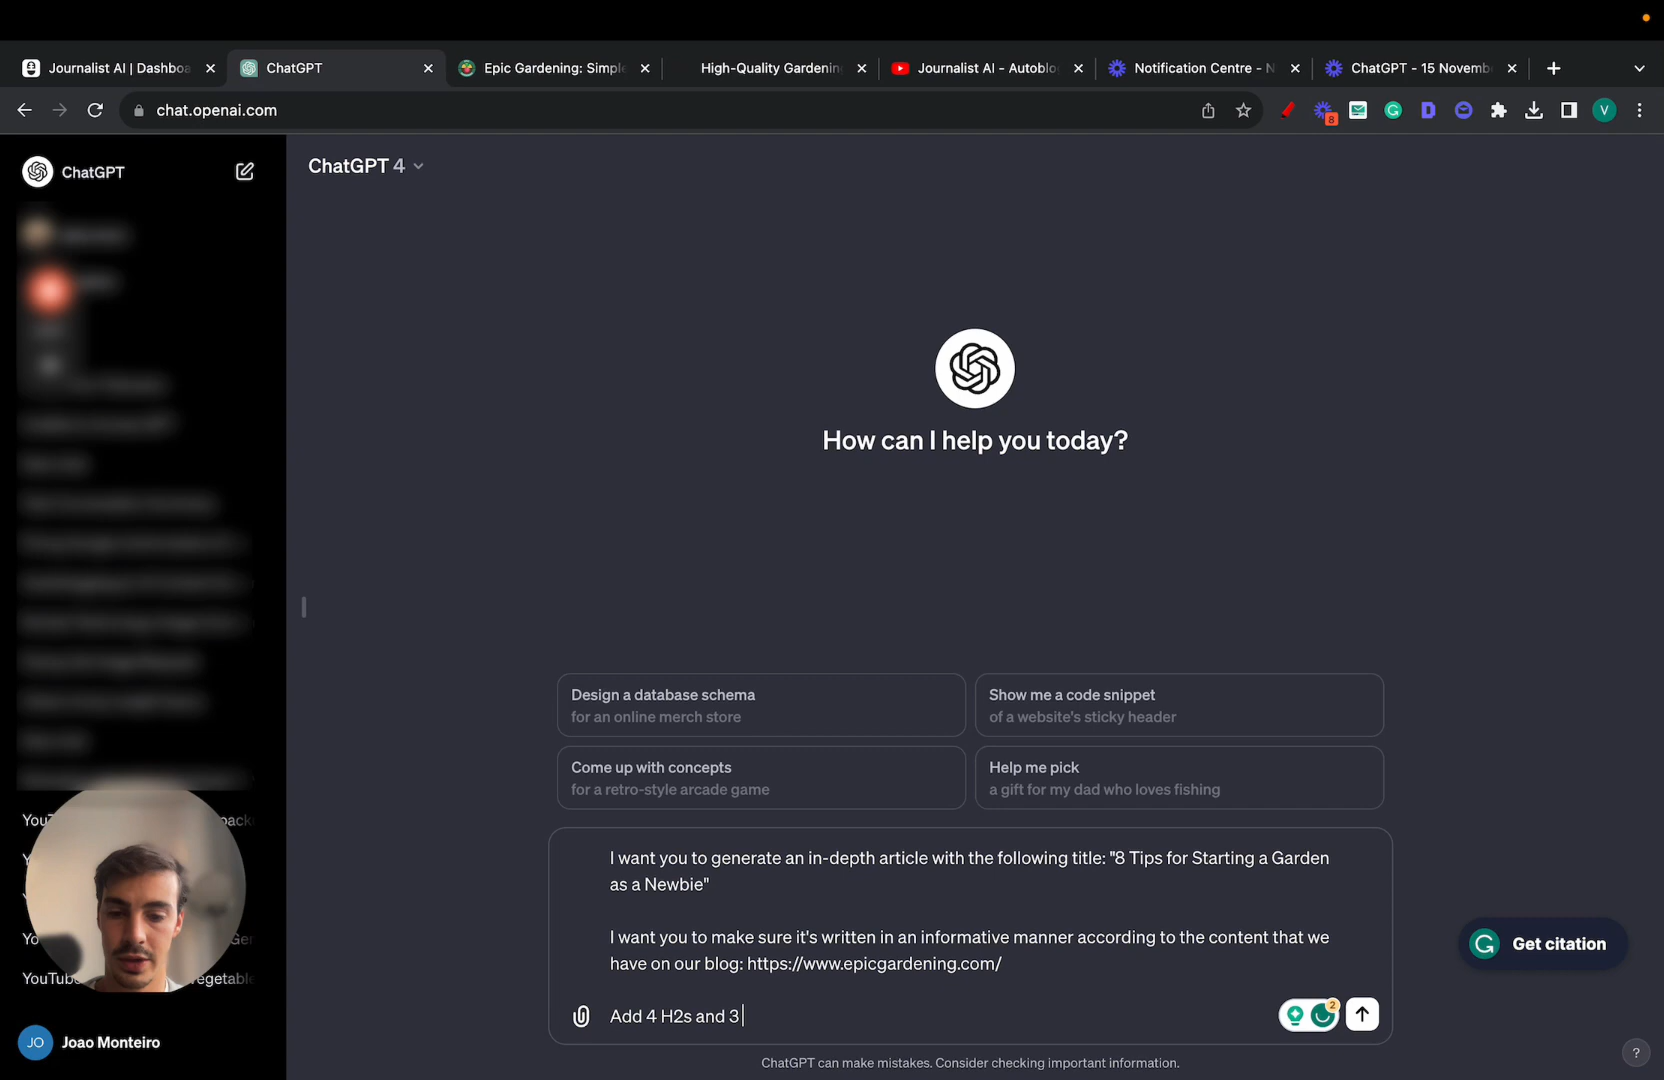 Journalist AI | Dashboa
ChatGPT
Epic Gardening: Simple
High-Quality Gardening
Journalist AI - Autoblog
Notification Centre - N
ChatGPT - 15 Novemb
chat.openai.com
8
V
ChatGPT
ChatGPT 4
How can I help you today?
Design a database schema
for an online merch store
Show me a code snippet
of a website's sticky header
Come up with concepts
for a retro-style arcade game
Help me pick
a gift for my dad who loves fishing
I want you to generate an in-depth article with the following title: "8 Tips for Starting a Garden
as a Newbie"
I want you to make sure it's written in an informative manner according to the content that we
have on our blog: https://www.epicgardening.com/
Add 4 H2s and 3
2
Get citation
JO
Joao Monteiro
ChatGPT can make mistakes. Consider checking important information.
?